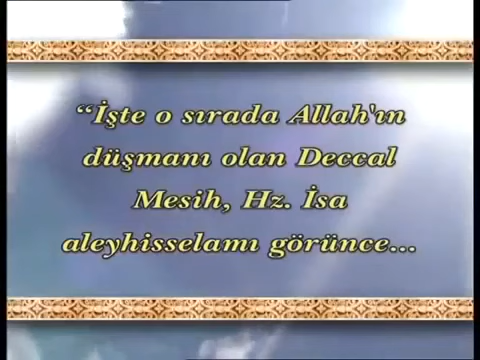 “İşte o sırada Allah'ın
düşmanı olan Deccal
Mesih, Hz. İsa
aleyhisselamı görünce...